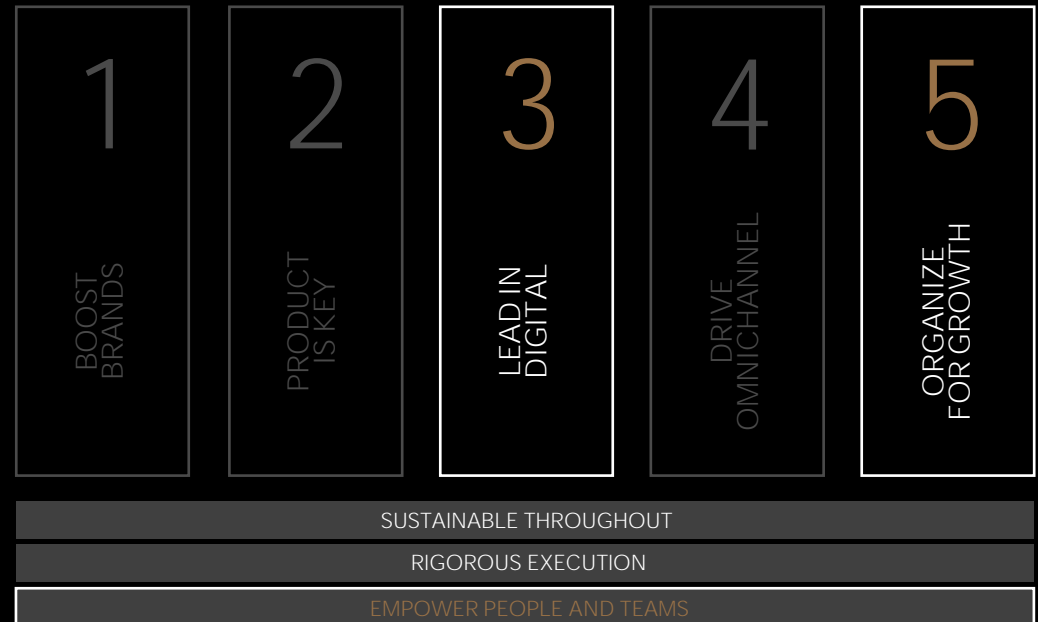 1
BOOST
BRANDS
2
PRODUCT
IS KEY
3
LEAD IN
DIGITAL
4
DRIVE
OMNICHANNEL
5
ORGANIZE
FOR GROWTH
SUSTAINABLE THROUGHOUT
RIGOROUS EXECUTION
EMPOWER PEOPLE AND TEAMS